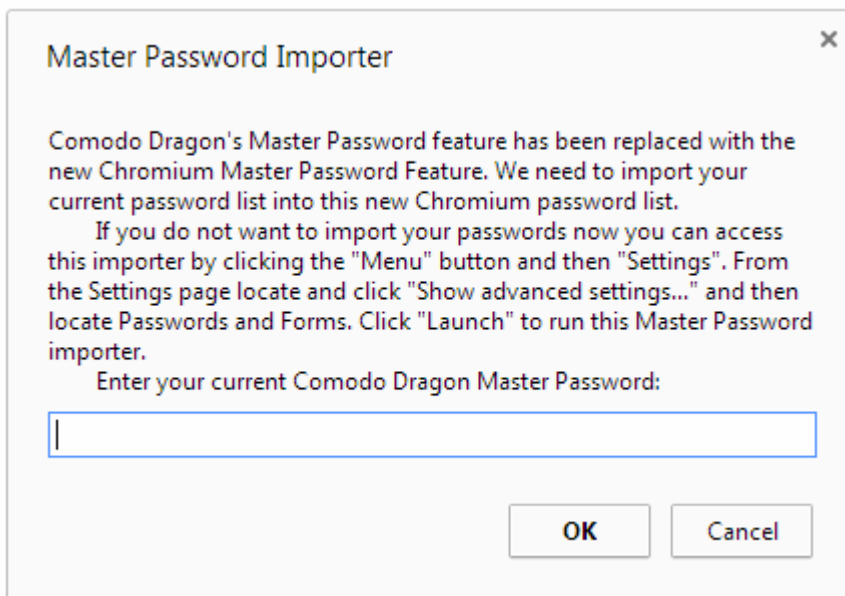 Master Password Importer
Comodo Dragon's Master Password feature has been replaced with the
new Chromium Master Password Feature. We need to import your
current password list into this new Chromium password list.
If you do not want to import your passwords now you can access
this importer by clicking the "Menu" button and then "Settings". From
the Settings page locate and click "Show advanced settings..." and then
locate Passwords and Forms. Click "Launch" to run this Master Password
importer.
Enter your current Comodo Dragon Master Password:
OK Cancel